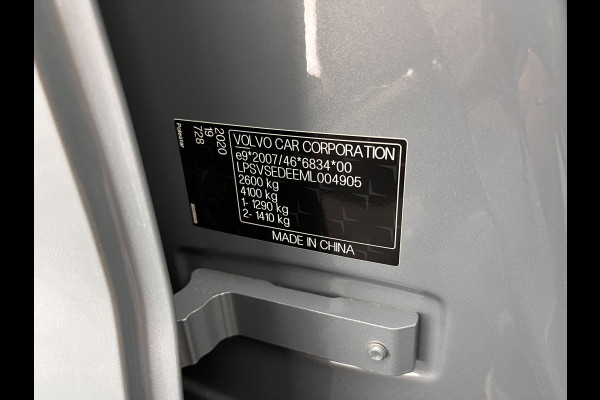 VOLVO CAR CORPORATION
e9*2007/46*6834*00
LPSVSEDEEML004905
2600 kg
4100 kg
1- 1290 kg
2- 1410 kg
MADE IN CHINA
2020
19
728